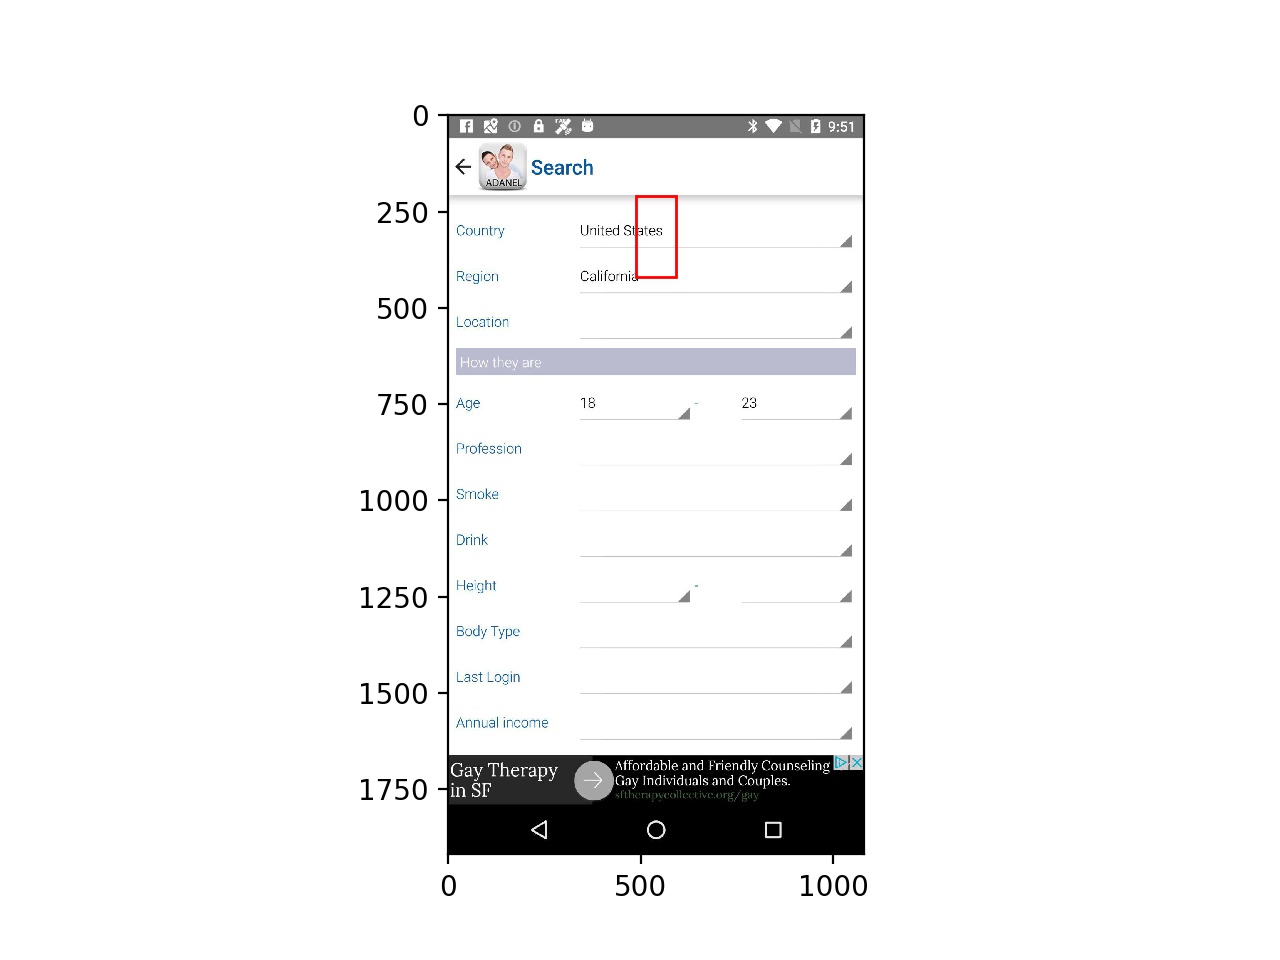 0
250
500
750
1000
1250
1500
1750
0
500
1000
9:51
ADANEL
Search
Country United States
Region California
Location
How they are
Age 18 - 23
Profession
Smoke
Drink
Height -
Body Type
Last Login
Annual income
Gay Therapy
in SF
Affordable and Friendly Counseling
Gay Individuals and Couples.
sftherapycollective.org/gay